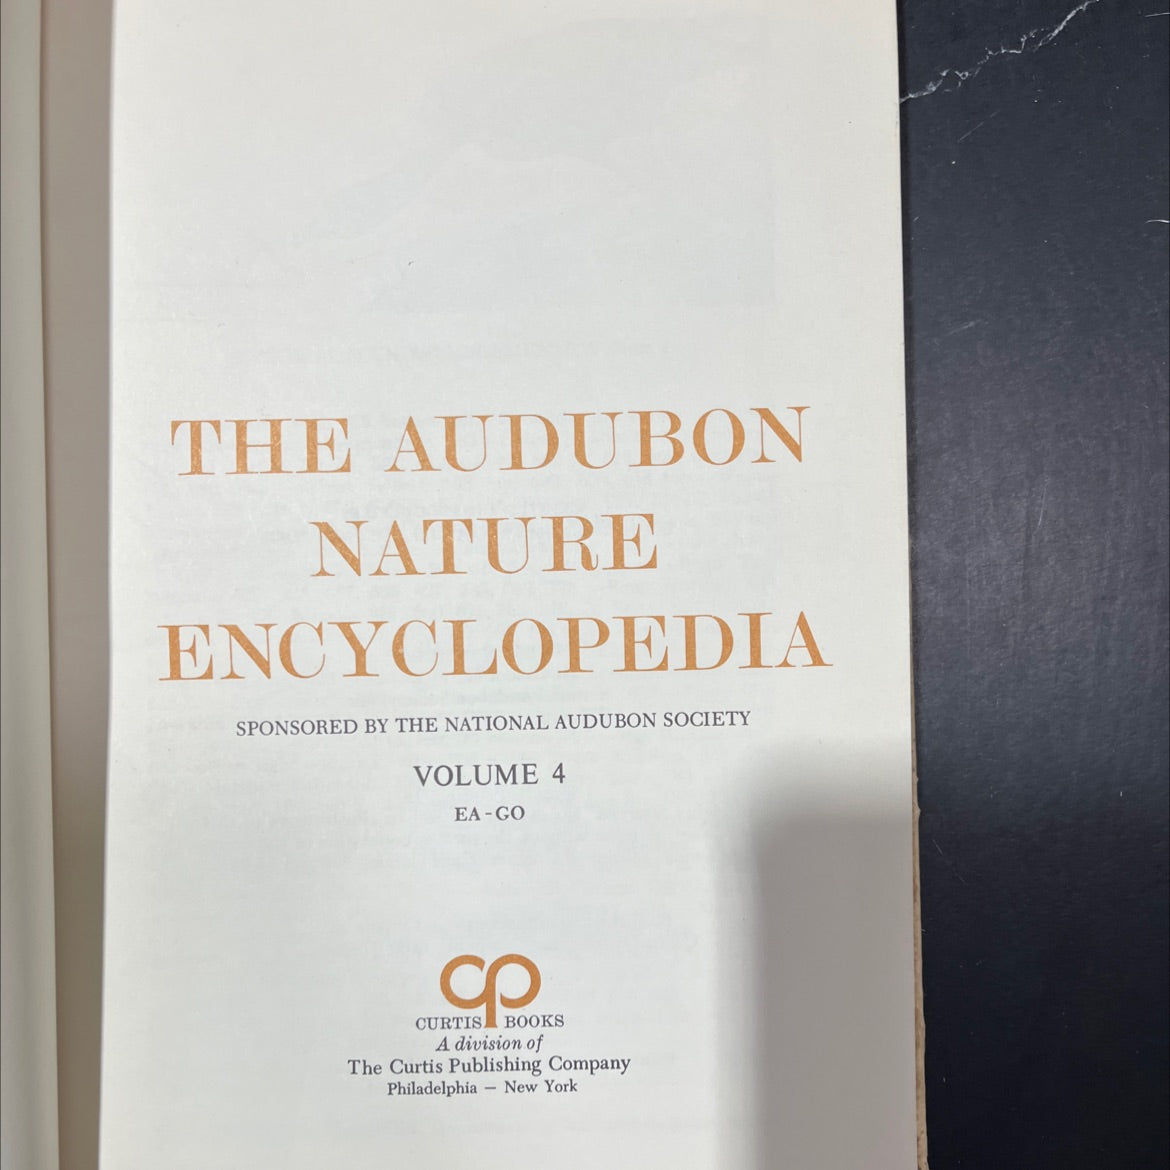 THE AUDUBON
NATURE
ENCYCLOPEDIA
SPONSORED BY THE NATIONAL AUDUBON SOCIETY
VOLUME 4
EA-GO
cp
CURTIS BOOKS
A division of
The Curtis Publishing Company
Philadelphia — New York